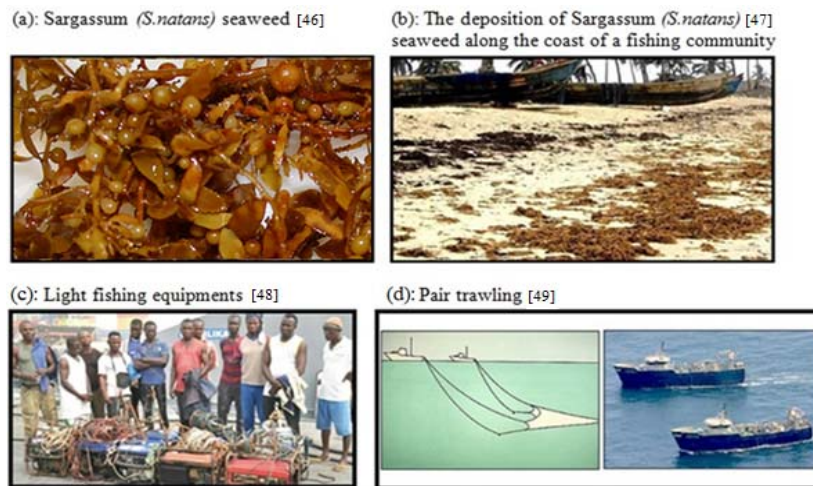 (a): Sargassum (S.natans) seaweed [46]
(b): The deposition of Sargassum (S.natans) [47]
seaweed along the coast of a fishing community
(c): Light fishing equipments [48]
(d): Pair trawling [49]